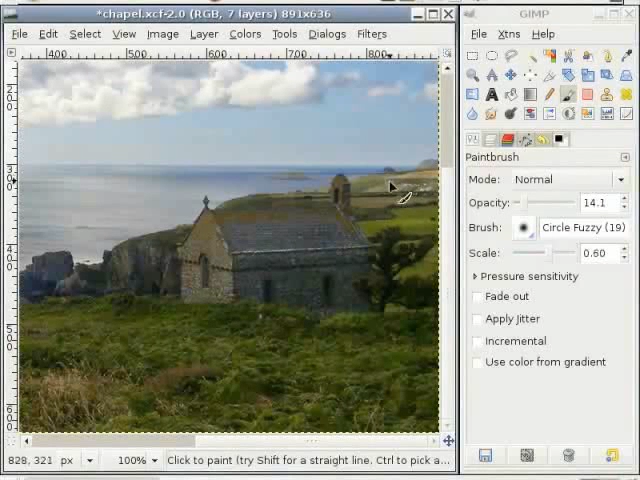 *chapel.xcf-2.0 (RGB, 7 layers) 891x636
File Edit Select View Image Layer Colors Tools Dialogs Filters
400 500 600 700 800
828, 321 px 100% Click to paint (try Shift for a straight line. Ctrl to pick a...
GIMP
File Xtns Help
Paintbrush
Mode: Normal
Opacity: 14.1
Brush: Circle Fuzzy (19)
Scale: 0.60
Pressure sensitivity
Fade out
Apply Jitter
Incremental
Use color from gradient